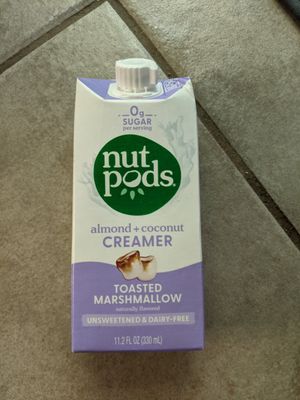 0g
SUGAR
per serving
nut
pods.
almond + coconut
CREAMER
TOASTED
MARSHMALLOW
naturally flavored
UNSWEETENED & DAIRY-FREE
11.2 FL OZ (330 mL)